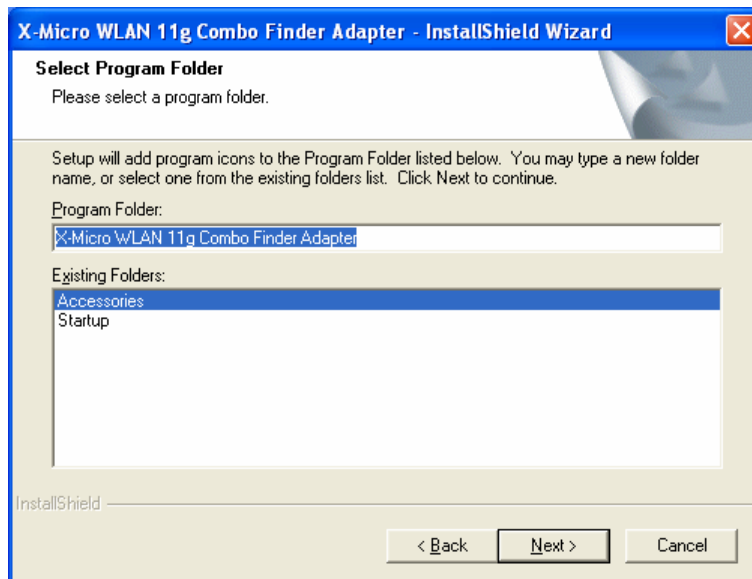 X-Micro WLAN 11g Combo Finder Adapter - InstallShield Wizard
Select Program Folder
Please select a program folder.
Setup will add program icons to the Program Folder listed below. You may type a new folder
name, or select one from the existing folders list. Click Next to continue.
Program Folder:
X-Micro WLAN 11g Combo Finder Adapter
Existing Folders:
Accessories
Startup
InstallShield
< Back Next > Cancel